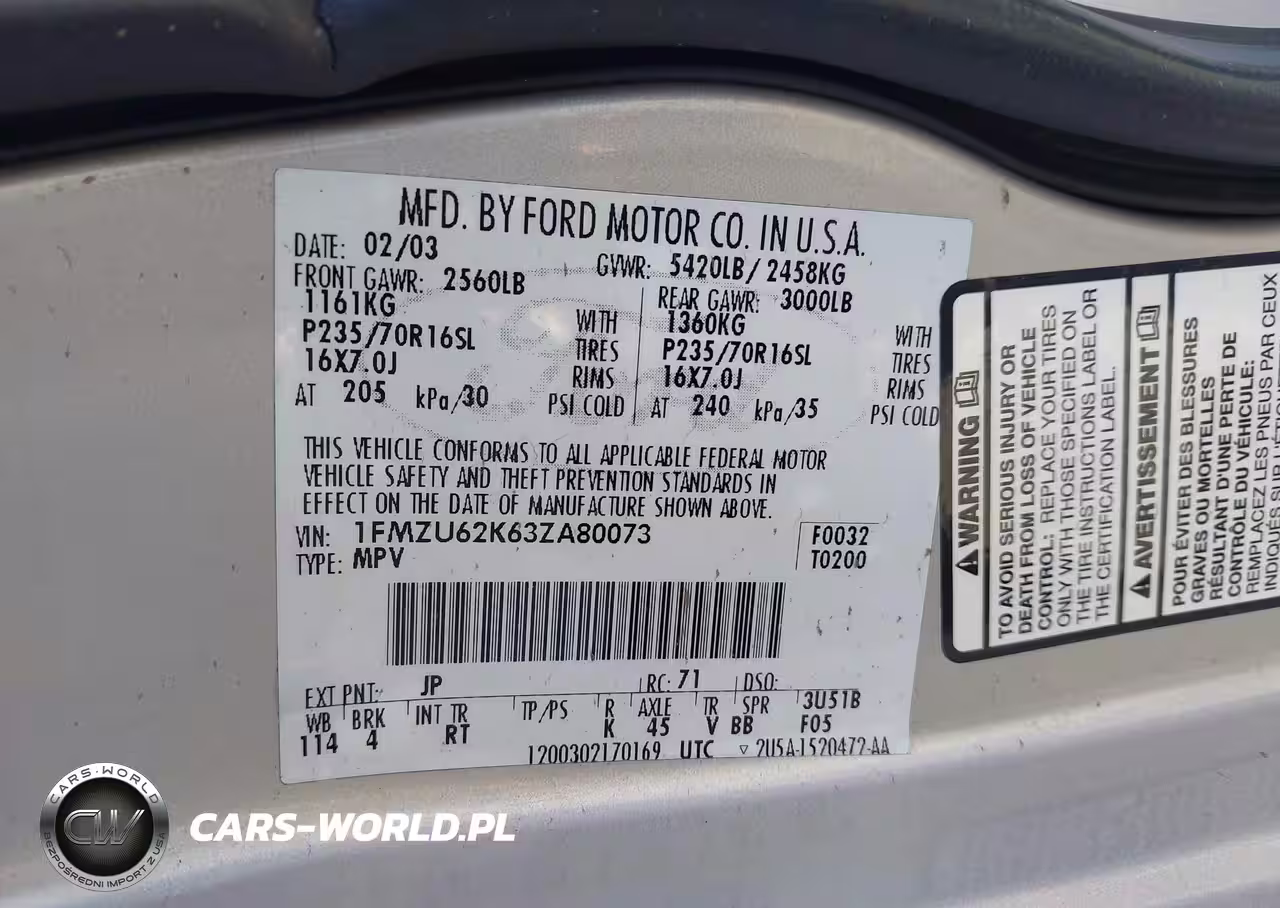 MFD. BY FORD MOTOR CO. IN U.S.A.
DATE: 02/03
GVWR: 5420LB/ 2458KG
FRONT GAWR: 2560LB
REAR GAWR: 3000LB
1161KG WITH
1360KG WITH
P235/70R16SL TIRES
P235/70R16SL TIRES
16X7.0J RIMS
16X7.0J RIMS
AT 205 kPa/30 PSI COLD
AT 240 kPa/35 PSI COLD
THIS VEHICLE CONFORMS TO ALL APPLICABLE FEDERAL MOTOR
VEHICLE SAFETY AND THEFT PREVENTION STANDARDS IN
EFFECT ON THE DATE OF MANUFACTURE SHOWN ABOVE.
VIN: 1FMZU62K63ZA80073
F0032
TYPE: MPV
T0200
EXT PNT: JP RC: 71 DSO:
WB BRK INT TR TP/PS R AXLE TR SPR 3U51B
114 4 RT K 45 V BB F05
1200302170169 UTC ▽ 2U5A-1520472-AA
WARNING
TO AVOID SERIOUS INJURY OR
DEATH FROM LOSS OF VEHICLE
CONTROL: REPLACE YOUR TIRES
ONLY WITH THOSE SPECIFIED ON
THE TIRE INSTRUCTIONS LABEL OR
THE CERTIFICATION LABEL.
AVERTISSEMENT
POUR ÉVITER DES BLESSURES
GRAVES OU MORTELLES
RÉSULTANT D'UNE PERTE DE
CONTRÔLE DU VÉHICULE:
REMPLACEZ LES PNEUS PAR CEUX
CARS-WORLD
CW
BEZPOŚREDNI IMPORT Z USA
CARS-WORLD.PL